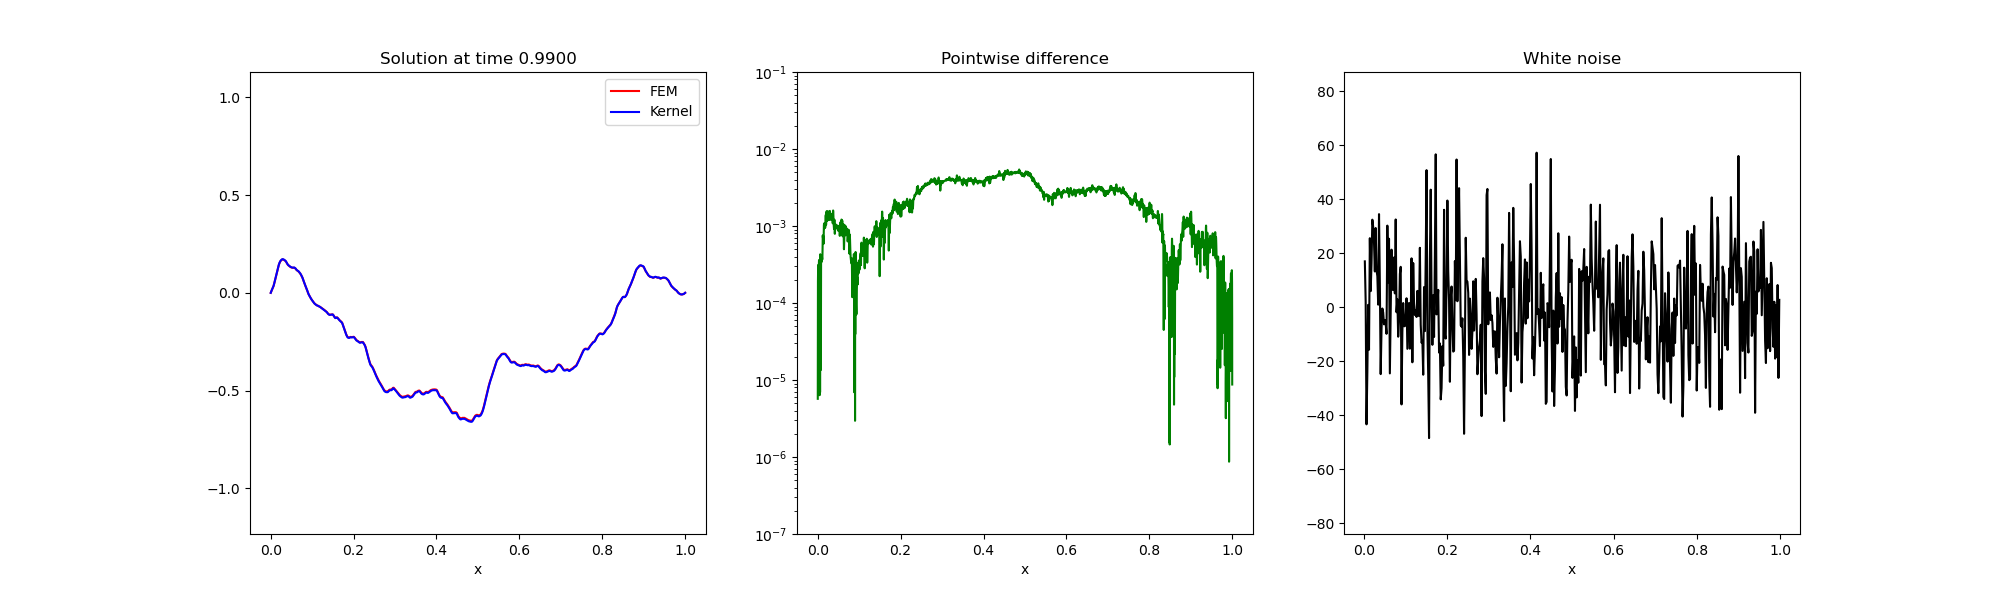 Solution at time 0.9900
1.0
0.5
0.0
−0.5
−1.0
FEM
Kernel
0.0 0.2 0.4 0.6 0.8 1.0
x
Pointwise difference
10⁻¹
10⁻²
10⁻³
10⁻⁴
10⁻⁵
10⁻⁶
10⁻⁷
0.0 0.2 0.4 0.6 0.8 1.0
x
White noise
80
60
40
20
0
−20
−40
−60
−80
0.0 0.2 0.4 0.6 0.8 1.0
x